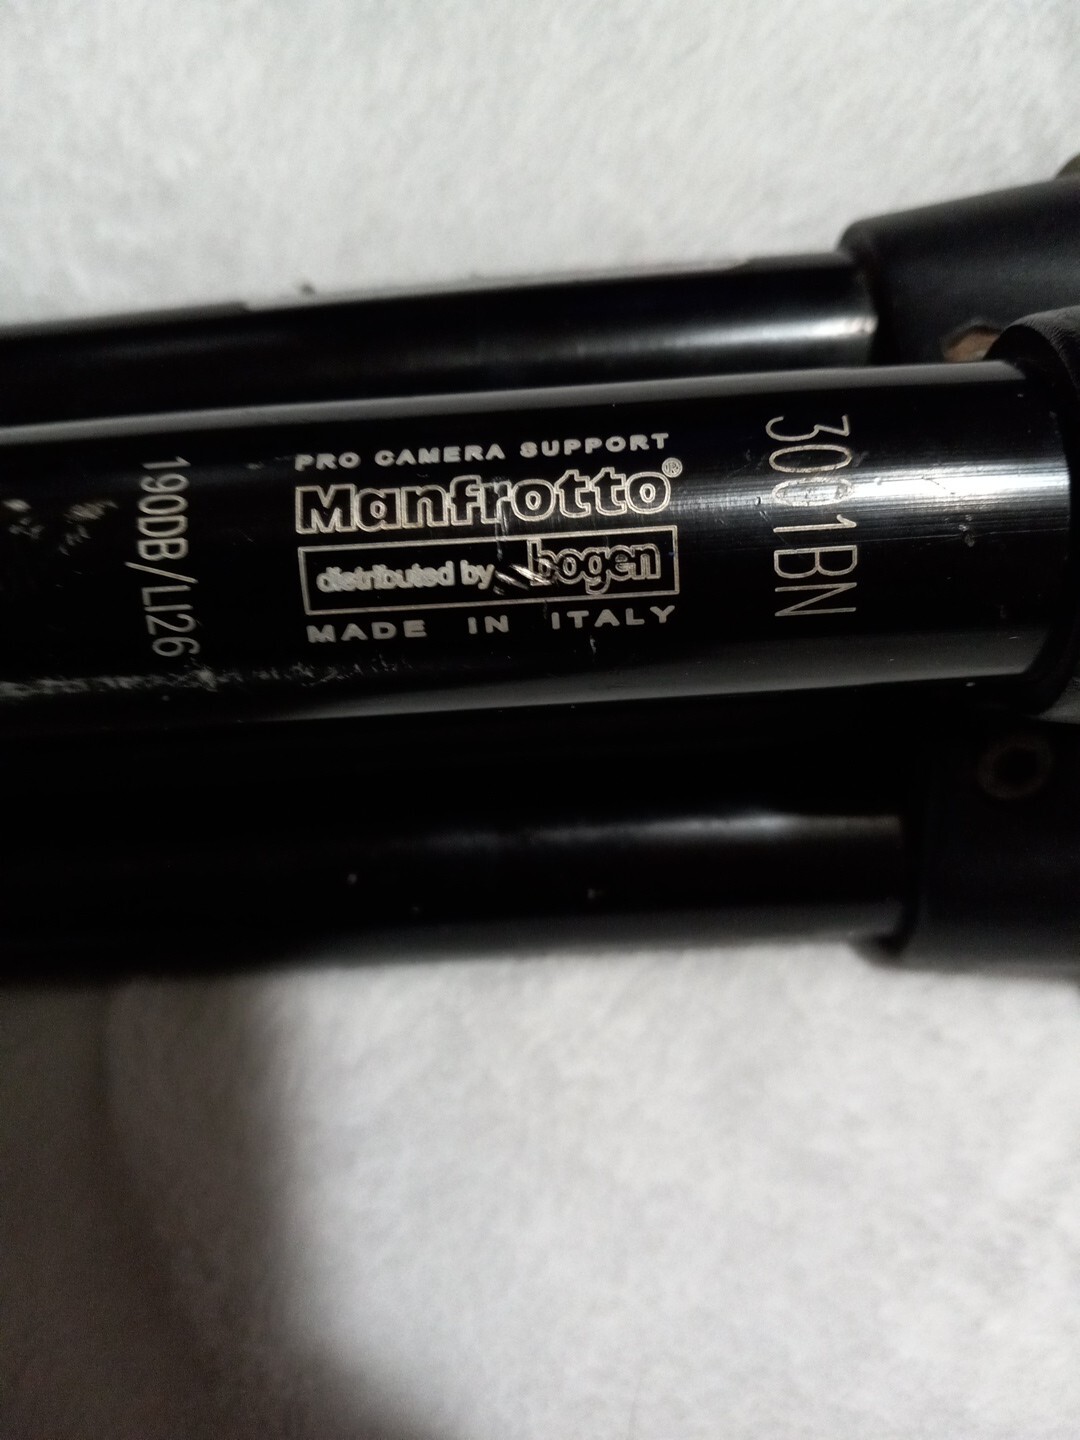 PRO CAMERA SUPPORT
Manfrotto®
distributed by bogen
MADE IN ITALY
3001BN
190DB/LI26